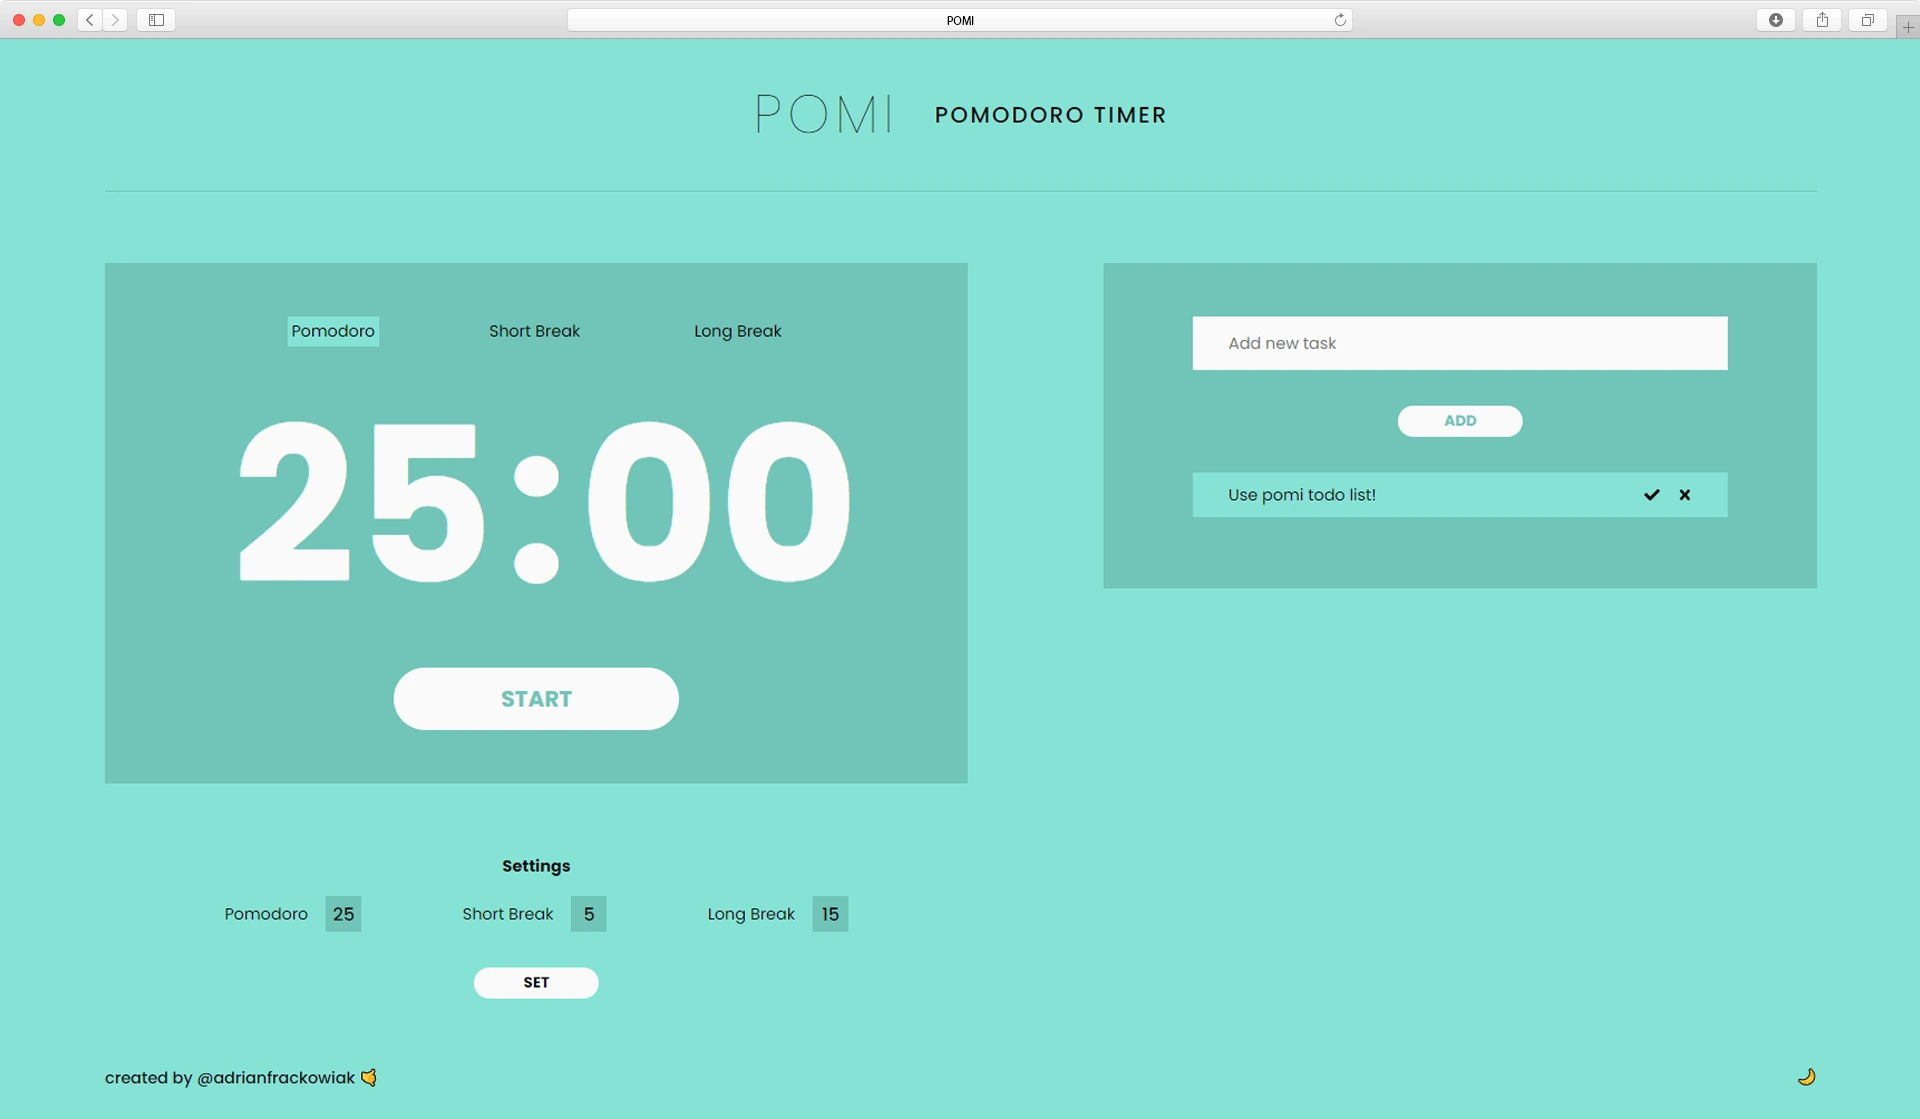 POMI
POMI POMODORO TIMER
Pomodoro Short Break Long Break
25:00
START
Add new task
ADD
Use pomi todo list!
Settings
Pomodoro 25 Short Break 5 Long Break 15
SET
created by @adrianfrackowiak